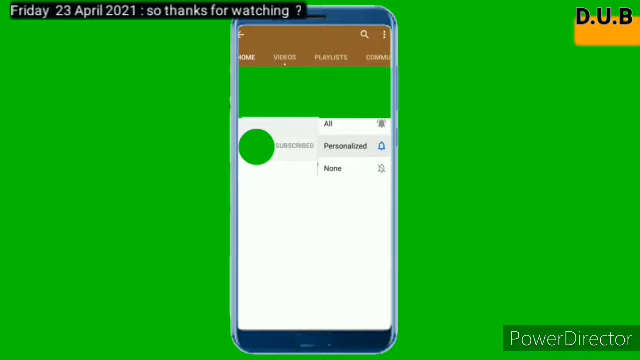 Friday 23 April 2021 : so thanks for watching ?
D.U.B
HOME VIDEOS PLAYLISTS COMMU
All
SUBSCRIBED Personalized
None
PowerDirector